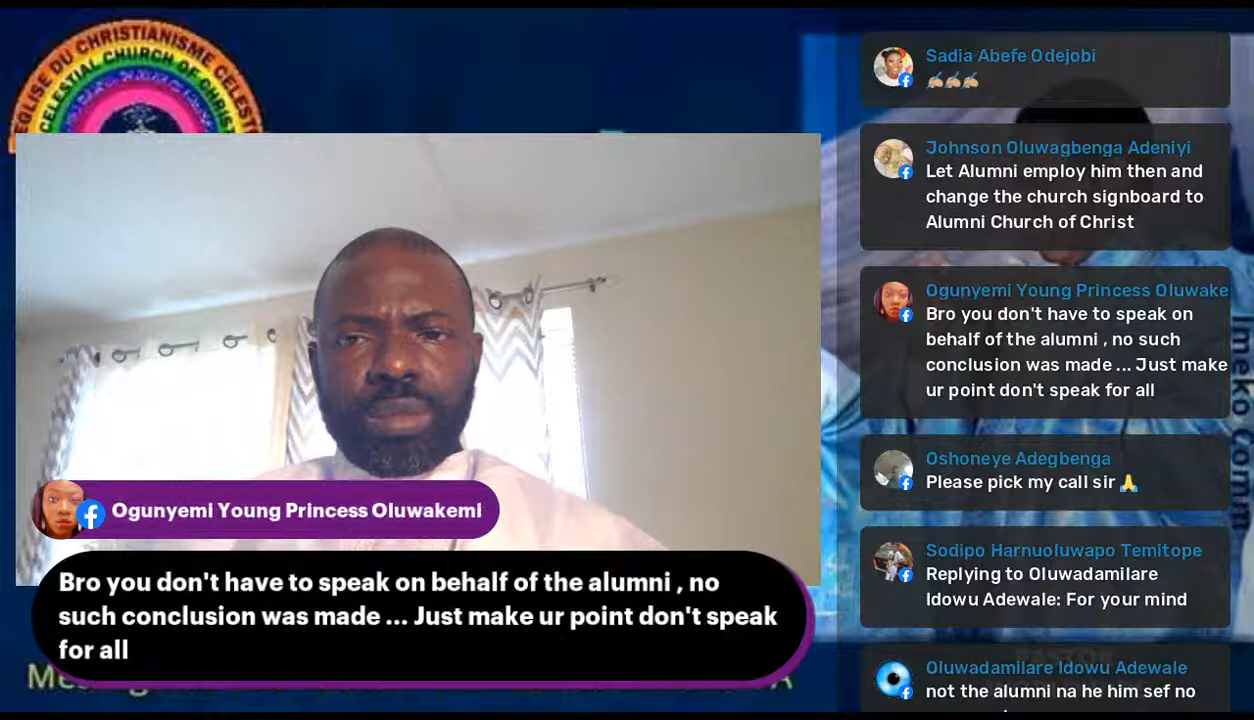 EGLISE DU CHRISTIANISME CELEST
CELESTIAL CHURCH OF CHRIST
Ogunyemi Young Princess Oluwakemi
Bro you don't have to speak on behalf of the alumni , no
such conclusion was made ... Just make ur point don't speak
for all
Sadia Abefe Odejobi
✍🏽✍🏽✍🏽
Johnson Oluwagbenga Adeniyi
Let Alumni employ him then and
change the church signboard to
Alumni Church of Christ
Ogunyemi Young Princess Oluwake
Bro you don't have to speak on
behalf of the alumni , no such
conclusion was made ... Just make
ur point don't speak for all
Oshoneye Adegbenga
Please pick my call sir 🙏
Sodipo Harnuoluwapo Temitope
Replying to Oluwadamilare
Idowu Adewale: For your mind
Oluwadamilare Idowu Adewale
not the alumni na he him sef no
Imeko comm